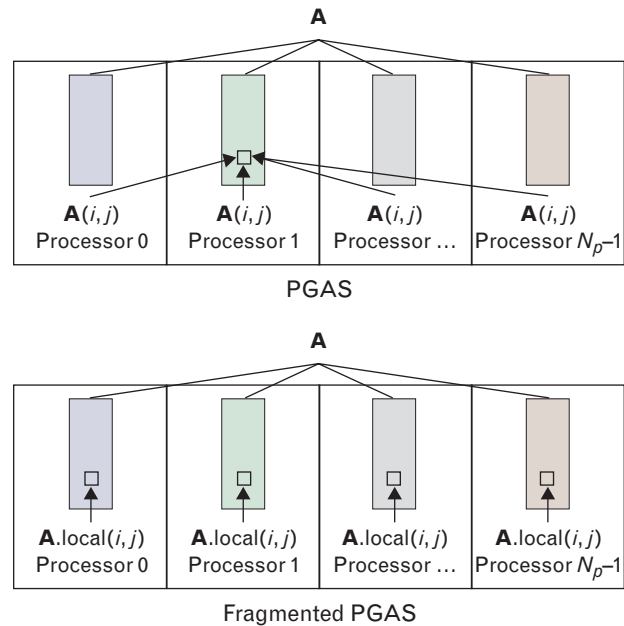 A
A(i,j) A(i,j) A(i,j) A(i,j)
Processor 0 Processor 1 Processor ... Processor Np–1
PGAS
A
A.local(i,j) A.local(i,j) A.local(i,j) A.local(i,j)
Processor 0 Processor 1 Processor ... Processor Np–1
Fragmented PGAS